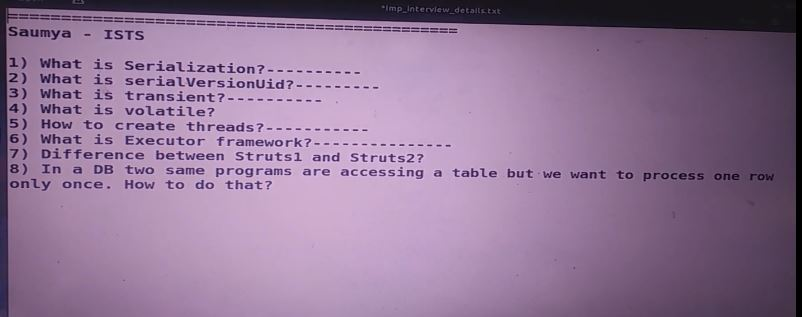 *imp_interview_details.txt
==================================================
Saumya - ISTS
1) What is Serialization?----------
2) What is serialVersionUid?---------
3) What is transient?----------
4) What is volatile?
5) How to create threads?-----------
6) What is Executor framework?---------------
7) Difference between Struts1 and Struts2?
8) In a DB two same programs are accessing a table but we want to process one row
only once. How to do that?